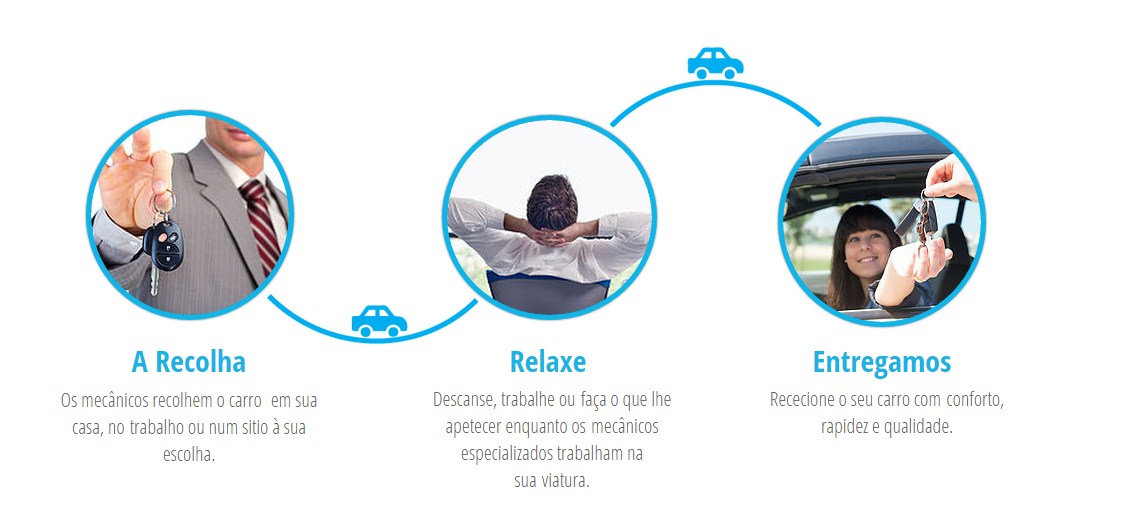 A Recolha
Os mecânicos recolhem o carro em sua
casa, no trabalho ou num sitio à sua
escolha.
Relaxe
Descanse, trabalhe ou faça o que lhe
apetecer enquanto os mecânicos
especializados trabalham na
sua viatura.
Entregamos
Rececione o seu carro com conforto,
rapidez e qualidade.